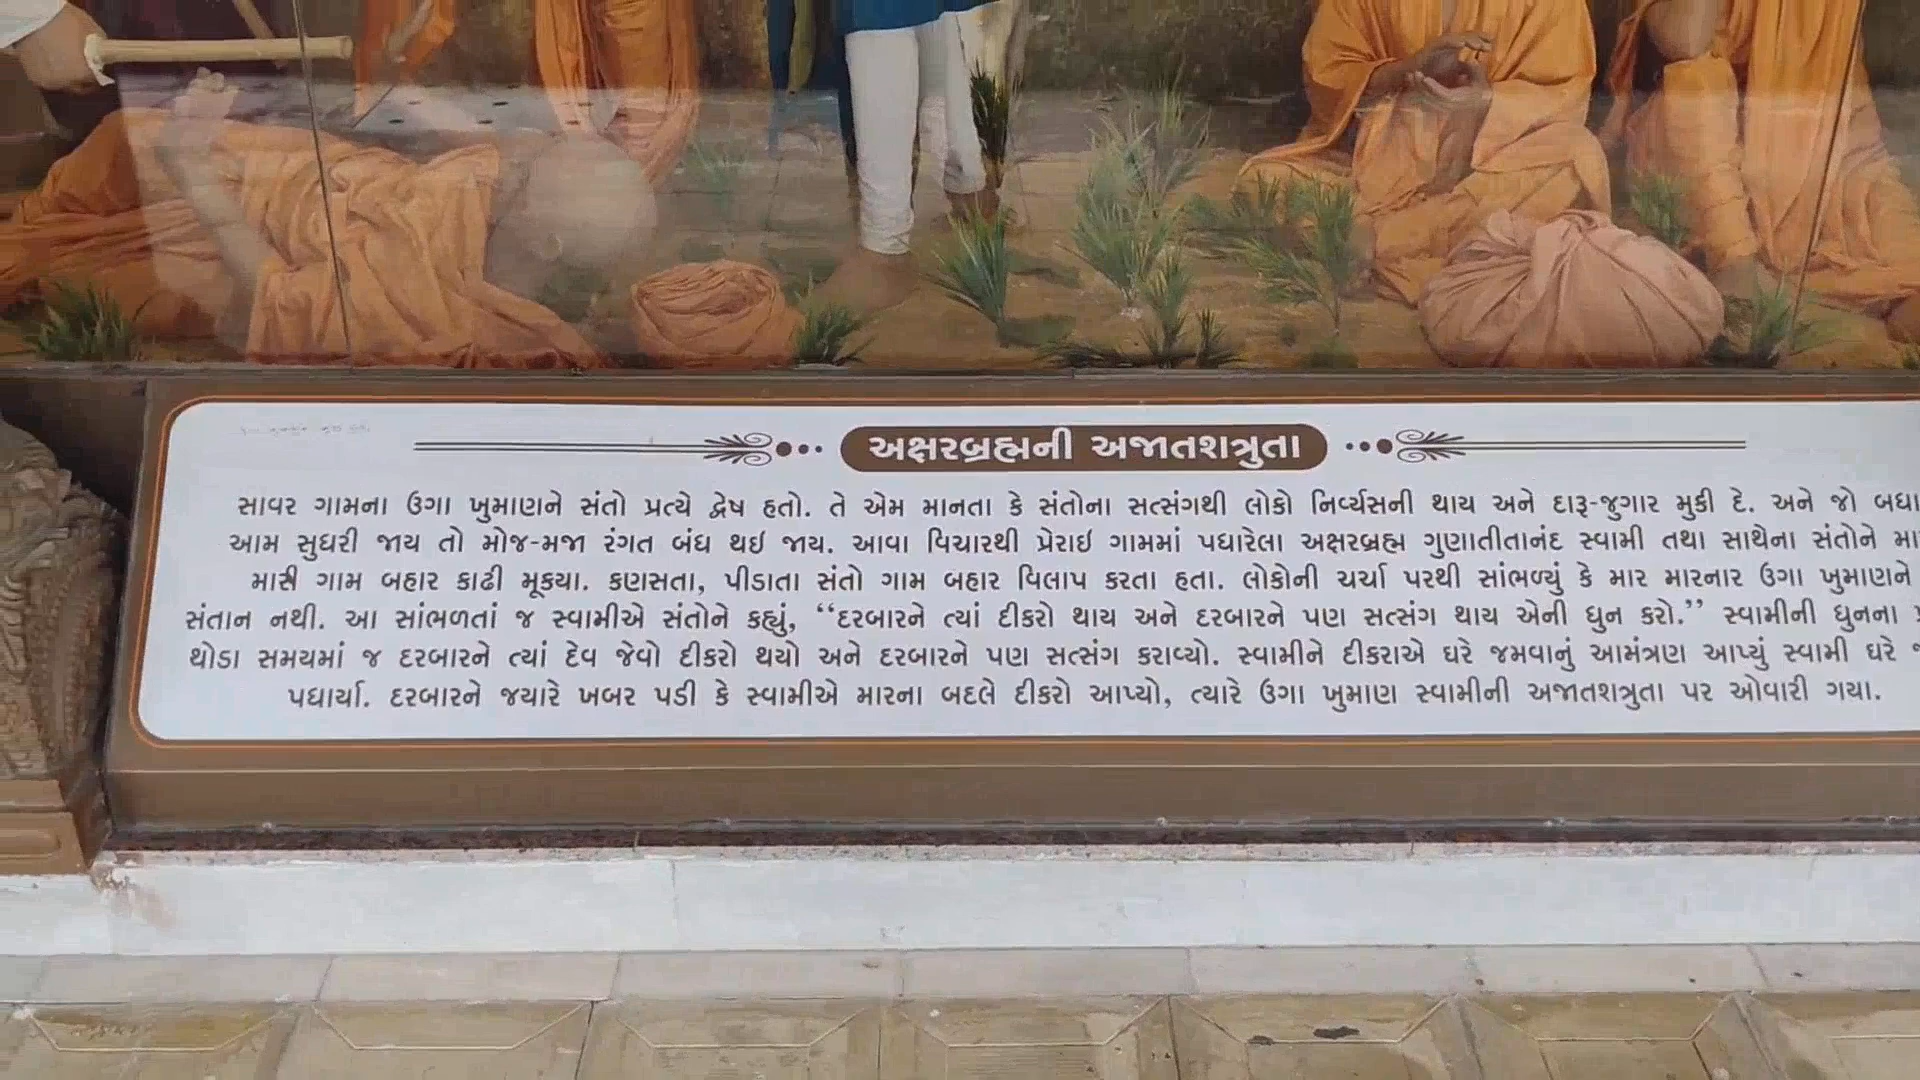 અક્ષરબ્રહ્મની અજાતશત્રુતા
સાવર ગામના ઉગા ખુમાણને સંતો પ્રત્યે દ્વેષ હતો. તે એમ માનતા કે સંતોના સત્સંગથી લોકો નિર્વ્યસની થાય અને દારૂ-જુગાર મુકી દે. અને જો બધા
આમ સુધરી જાય તો મોજ-મજા રંગત બંધ થઇ જાય. આવા વિચારથી પ્રેરાઇ ગામમાં પધારેલા અક્ષરબ્રહ્મ ગુણાતીતાનંદ સ્વામી તથા સાથેના સંતોને
મારી ગામ બહાર કાઢી મૂકયા. કણસતા, પીડાતા સંતો ગામ બહાર વિલાપ કરતા હતા. લોકોની ચર્ચા પરથી સાંભળ્યું કે માર મારનાર ઉગા ખુમાણને
સંતાન નથી. આ સાંભળતાં જ સ્વામીએ સંતોને કહ્યું, “દરબારને ત્યાં દીકરો થાય અને દરબારને પણ સત્સંગ થાય એની ધુન કરો.” સ્વામીની ધુનના
થોડા સમયમાં જ દરબારને ત્યાં દેવ જેવો દીકરો થયો અને દરબારને પણ સત્સંગ કરાવ્યો. સ્વામીને દીકરાએ ઘરે જમવાનું આમંત્રણ આપ્યું સ્વામી ઘરે
પધાર્યા. દરબારને જયારે ખબર પડી કે સ્વામીએ મારના બદલે દીકરો આપ્યો, ત્યારે ઉગા ખુમાણ સ્વામીની અજાતશત્રુતા પર ઓવારી ગયા.